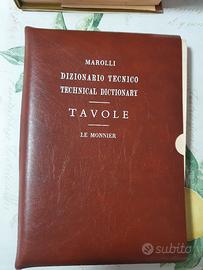 MAROLLI
DIZIONARIO TECNICO
TECHNICAL DICTIONARY
TAVOLE
LE MONNIER
subito